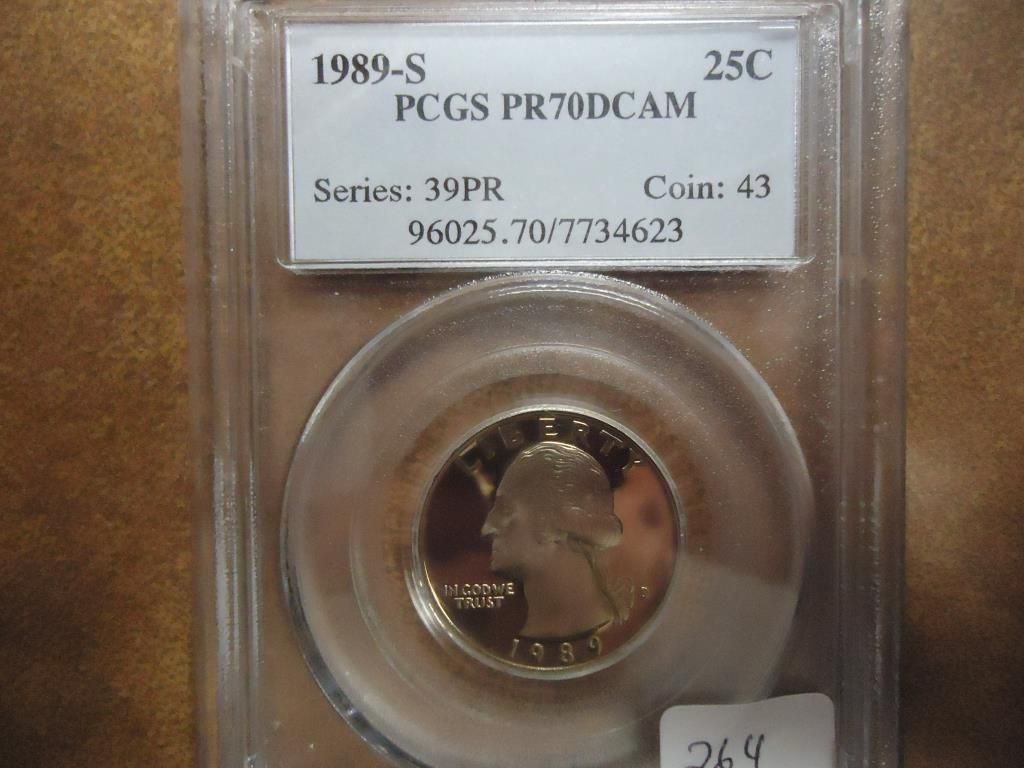 1989-S 25C
PCGS PR70DCAM
Series: 39PR Coin: 43
96025.70/7734623
LIBERTY
IN GOD WE
TRUST
1989
264